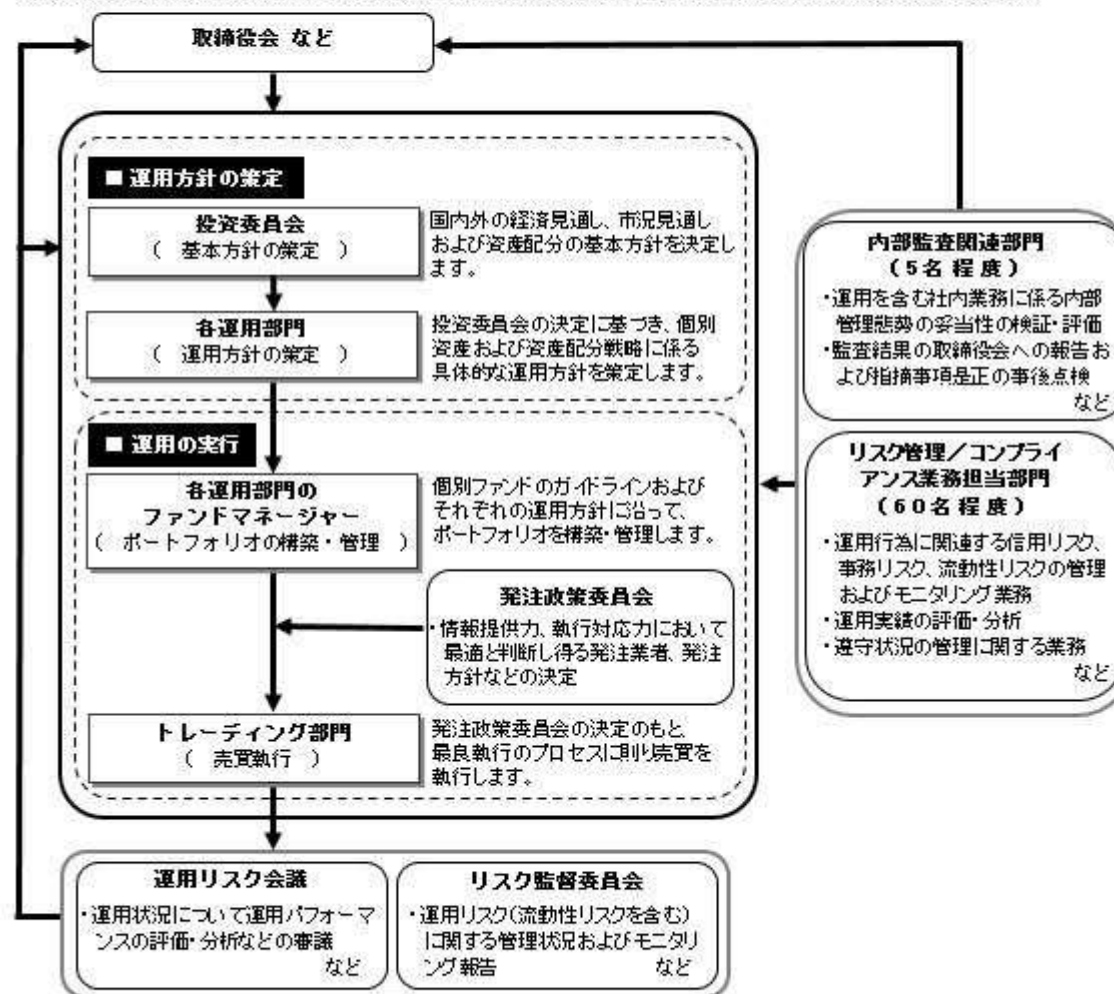 取締役会 など
■ 運用方針の策定
投資委員会
( 基本方針の策定 )
国内外の経済見通し、市況見通し
および資産配分の基本方針を決定し
ます。
各運用部門
( 運用方針の策定 )
投資委員会の決定に基づき、個別
資産および資産配分戦略に係る
具体的な運用方針を策定します。
■ 運用の実行
各運用部門の
ファンドマネージャー
( ポートフォリオの構築・管理 )
個別ファンドのガイドラインおよび
それぞれの運用方針に沿って、
ポートフォリオを構築・管理します。
発注政策委員会
・情報提供力、執行対応力において
最適と判断し得る発注業者、発注
方針などの決定
トレーディング部門
( 売買執行 )
発注政策委員会の決定のもと
最良執行のプロセスに則り売買を
執行します。
内部監査関連部門
(5名程度)
・運用を含む社内業務に係る内部
管理態勢の妥当性の検証・評価
・監査結果の取締役会への報告お
よび指摘事項是正の事後点検
など
リスク管理/コンプライ
アンス業務担当部門
(60名程度)
・運用行為に関連する信用リスク、
事務リスク、流動性リスクの管理
およびモニタリング業務
・運用実績の評価・分析
・遵守状況の管理に関する業務
など
運用リスク会議
・運用状況について運用パフォーマ
ンスの評価・分析などの審議
など
リスク監督委員会
・運用リスク(流動性リスクを含む)
に関する管理状況およびモニタリ
ング報告 など